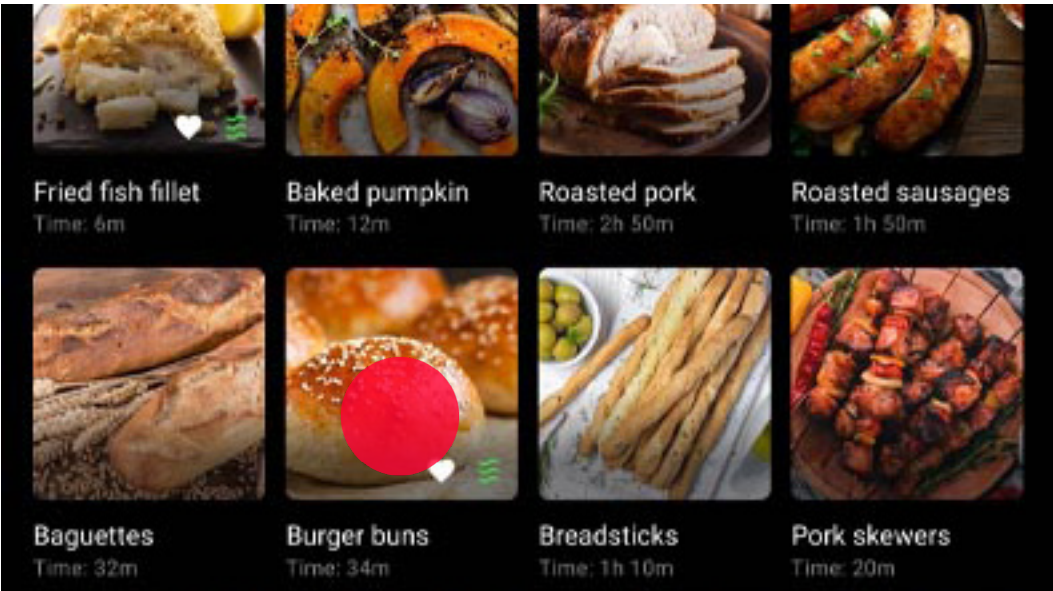 Fried fish fillet
Time: 6m
Baked pumpkin
Time: 12m
Roasted pork
Time: 2h 50m
Roasted sausages
Time: 1h 50m
Baguettes
Time: 32m
Burger buns
Time: 34m
Breadsticks
Time: 1h 10m
Pork skewers
Time: 20m